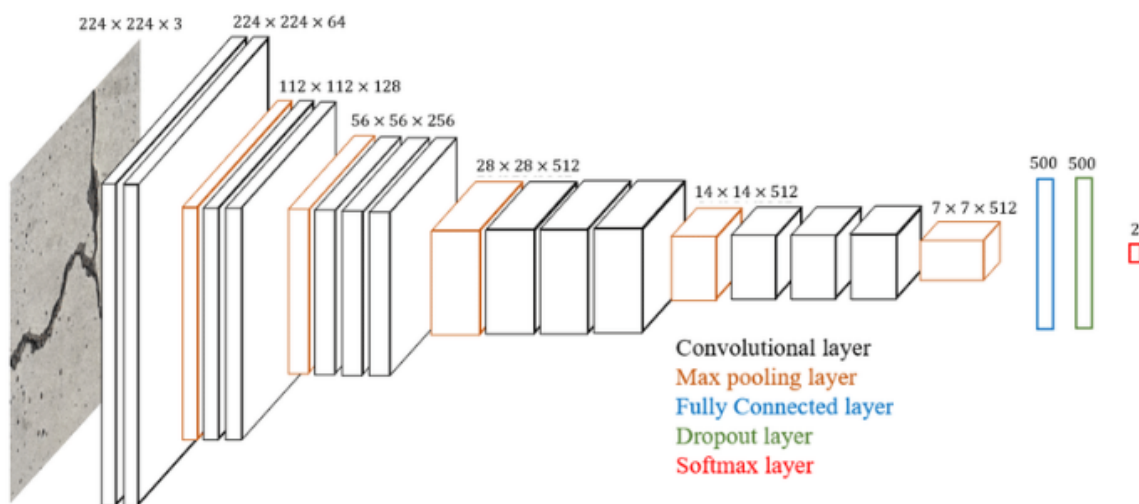 224 × 224 × 3
224 × 224 × 64
112 × 112 × 128
56 × 56 × 256
28 × 28 × 512
14 × 14 × 512
7 × 7 × 512
500
500
2
Convolutional layer
Max pooling layer
Fully Connected layer
Dropout layer
Softmax layer